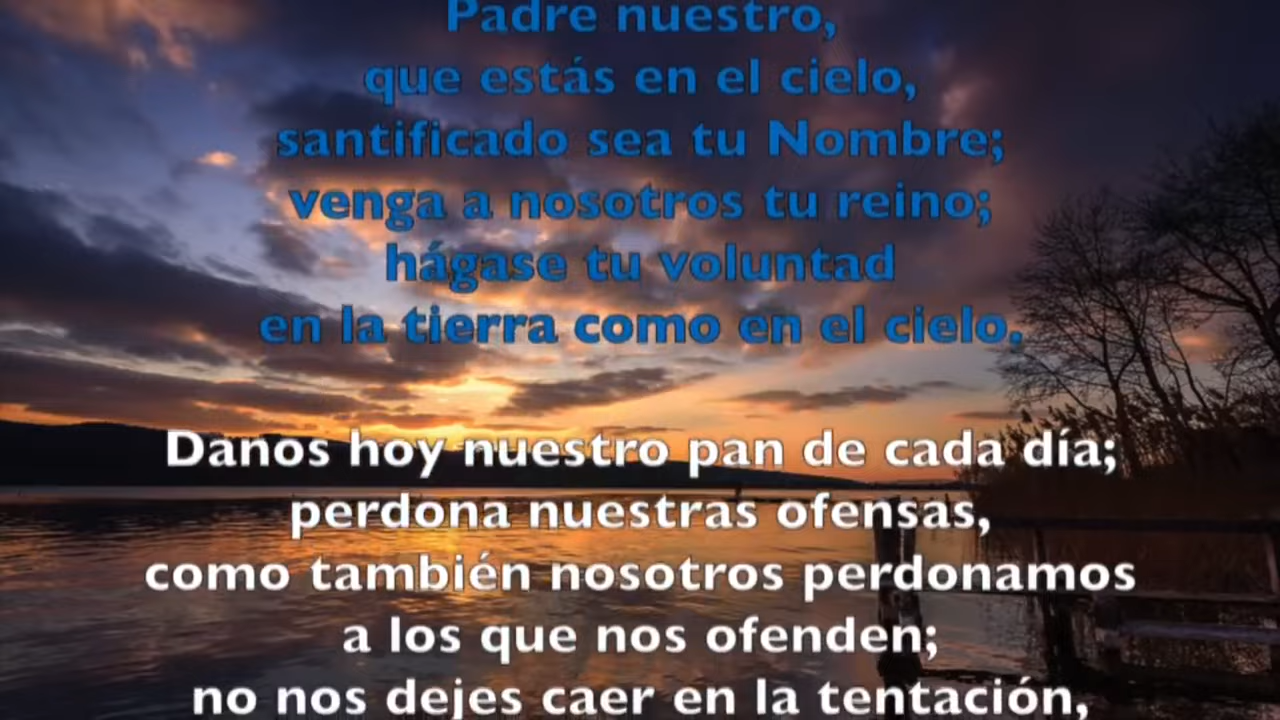 Padre nuestro,
que estás en el cielo,
santificado sea tu Nombre;
venga a nosotros tu reino;
hágase tu voluntad
en la tierra como en el cielo.
Danos hoy nuestro pan de cada día;
perdona nuestras ofensas,
como también nosotros perdonamos
a los que nos ofenden;
no nos dejes caer en la tentación,